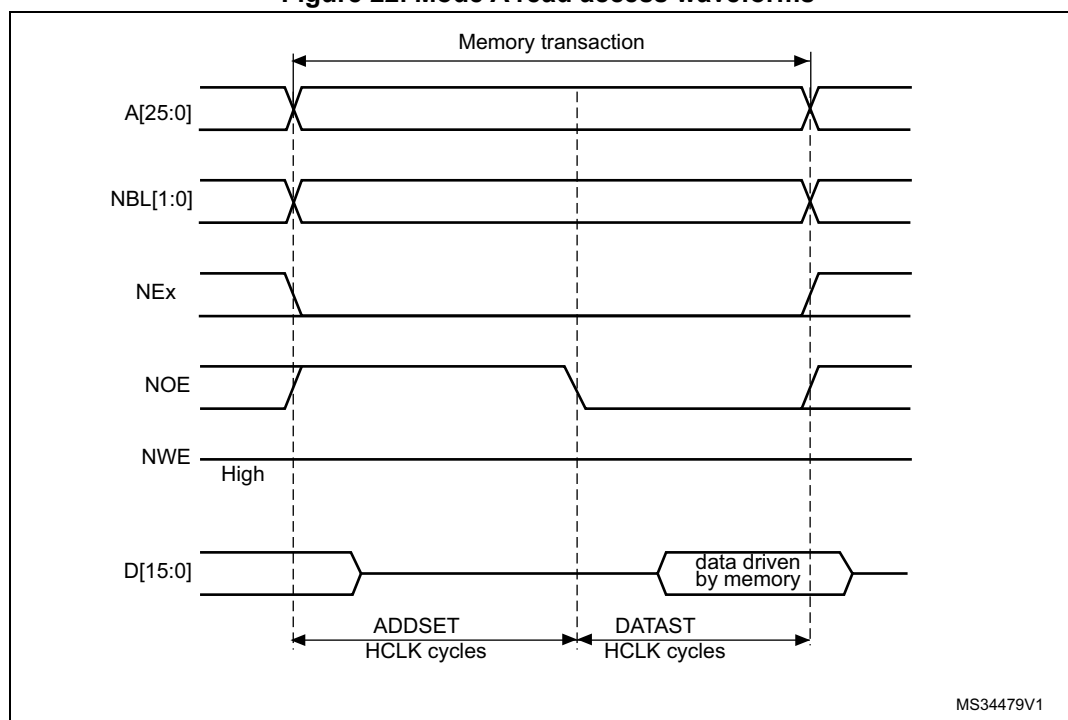 Figure 22. Mode A read access waveforms
Memory transaction
A[25:0]
NBL[1:0]
NEx
NOE
NWE
High
D[15:0]
data driven
by memory
ADDSET
HCLK cycles
DATAST
HCLK cycles
MS34479V1